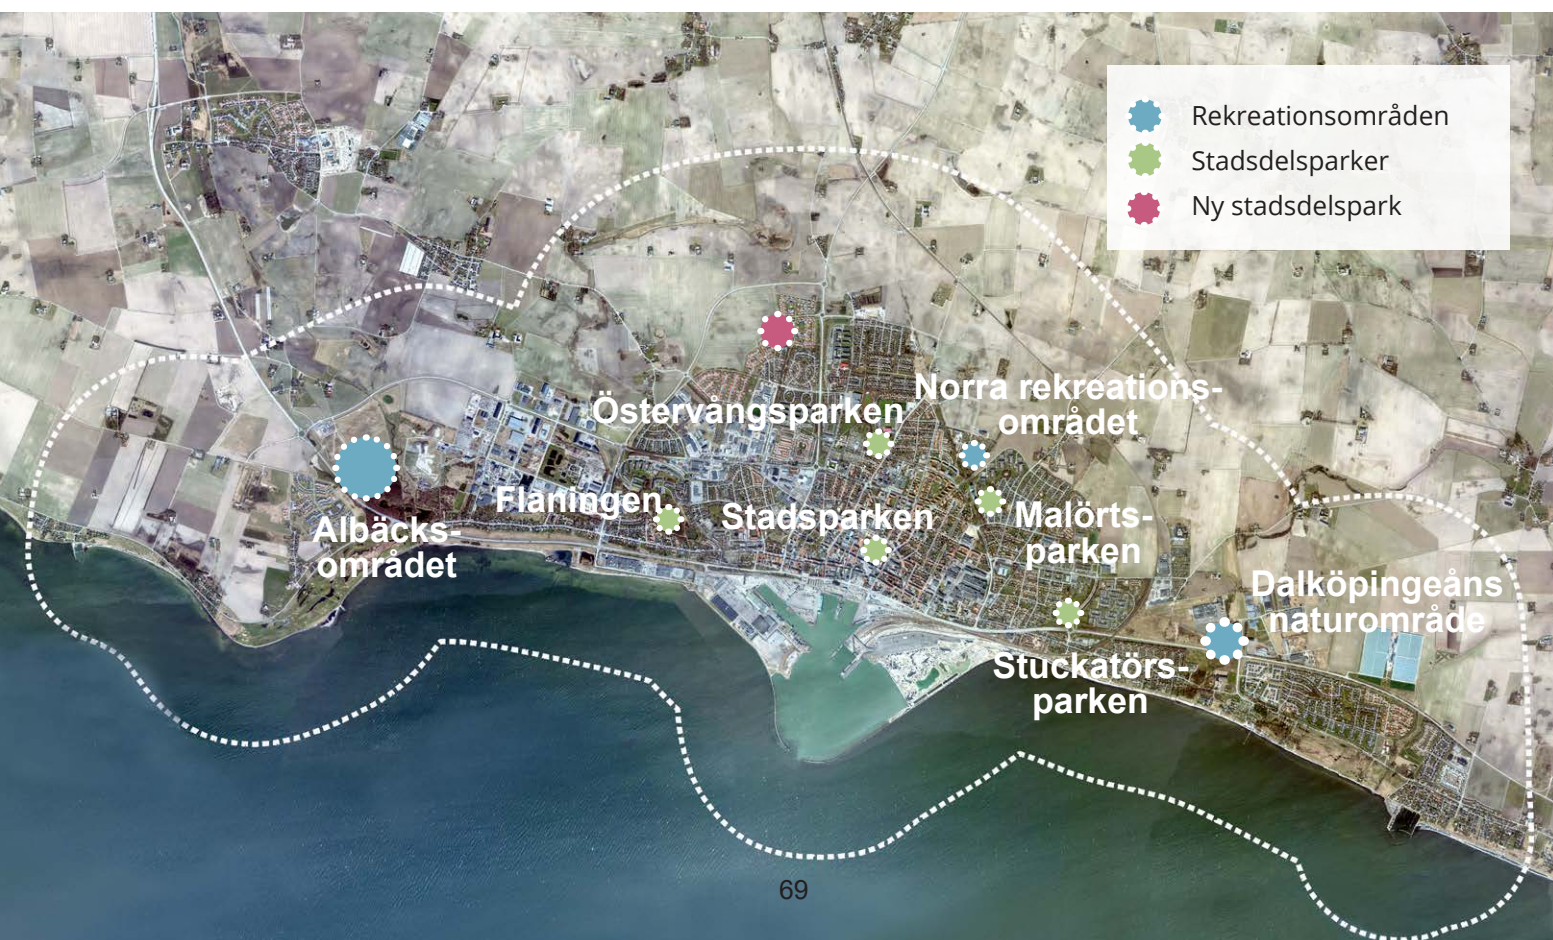 Rekreationsområden
Stadsdelsparker
Ny stadsdelspark
Norra rekreations-
området
Östervångsparken
Flaningen
Stadsparken
Malörts-
parken
Albäcks-
området
Dalköpingeåns
naturområde
Stuckatörs-
parken
69